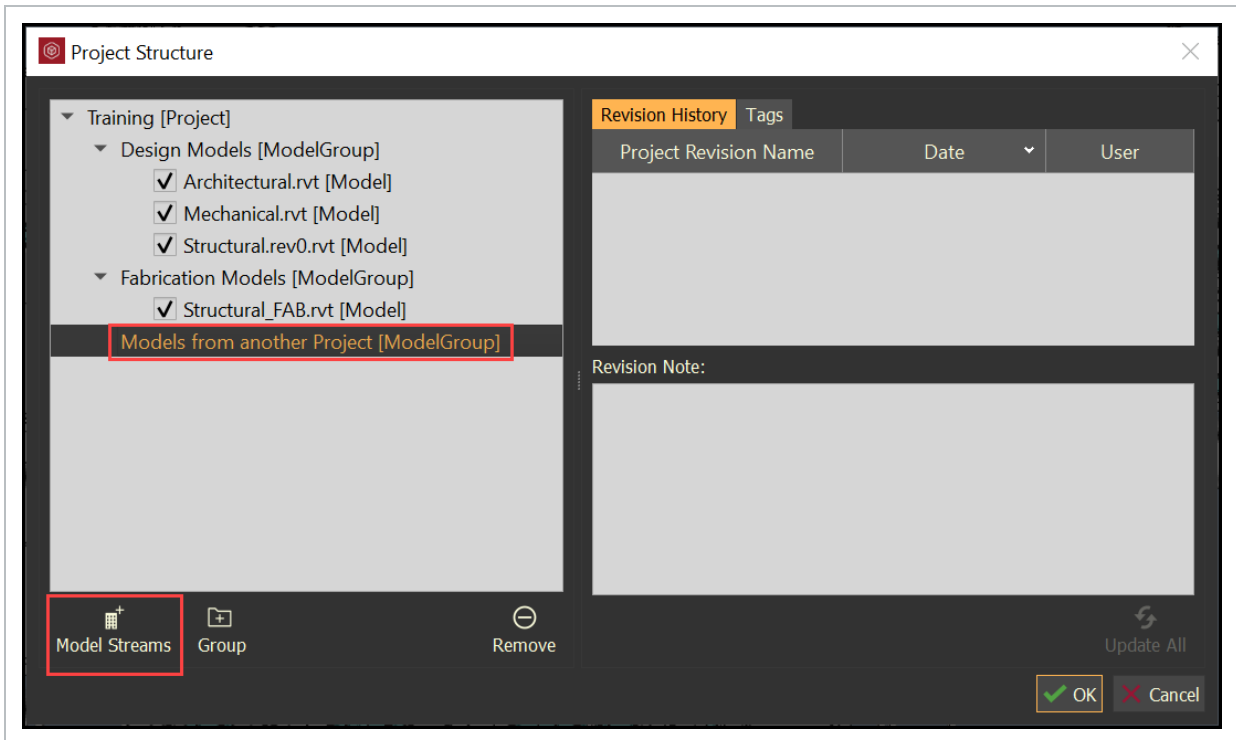 Project Structure
Training [Project]
Design Models [ModelGroup]
Architectural.rvt [Model]
Mechanical.rvt [Model]
Structural.rev0.rvt [Model]
Fabrication Models [ModelGroup]
Structural_FAB.rvt [Model]
Models from another Project [ModelGroup]
Model Streams
Group
Remove
Revision History Tags
Project Revision Name Date User
Revision Note:
Update All
OK Cancel